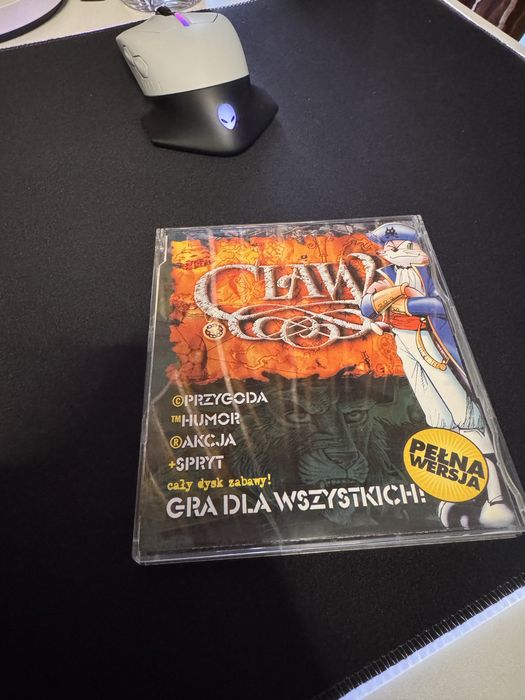 CLAW
©PRZYGODA
™HUMOR
®AKCJA
+SPRYT
cały dysk zabawy!
GRA DLA WSZYSTKICH!
PEŁNA
WERSJA